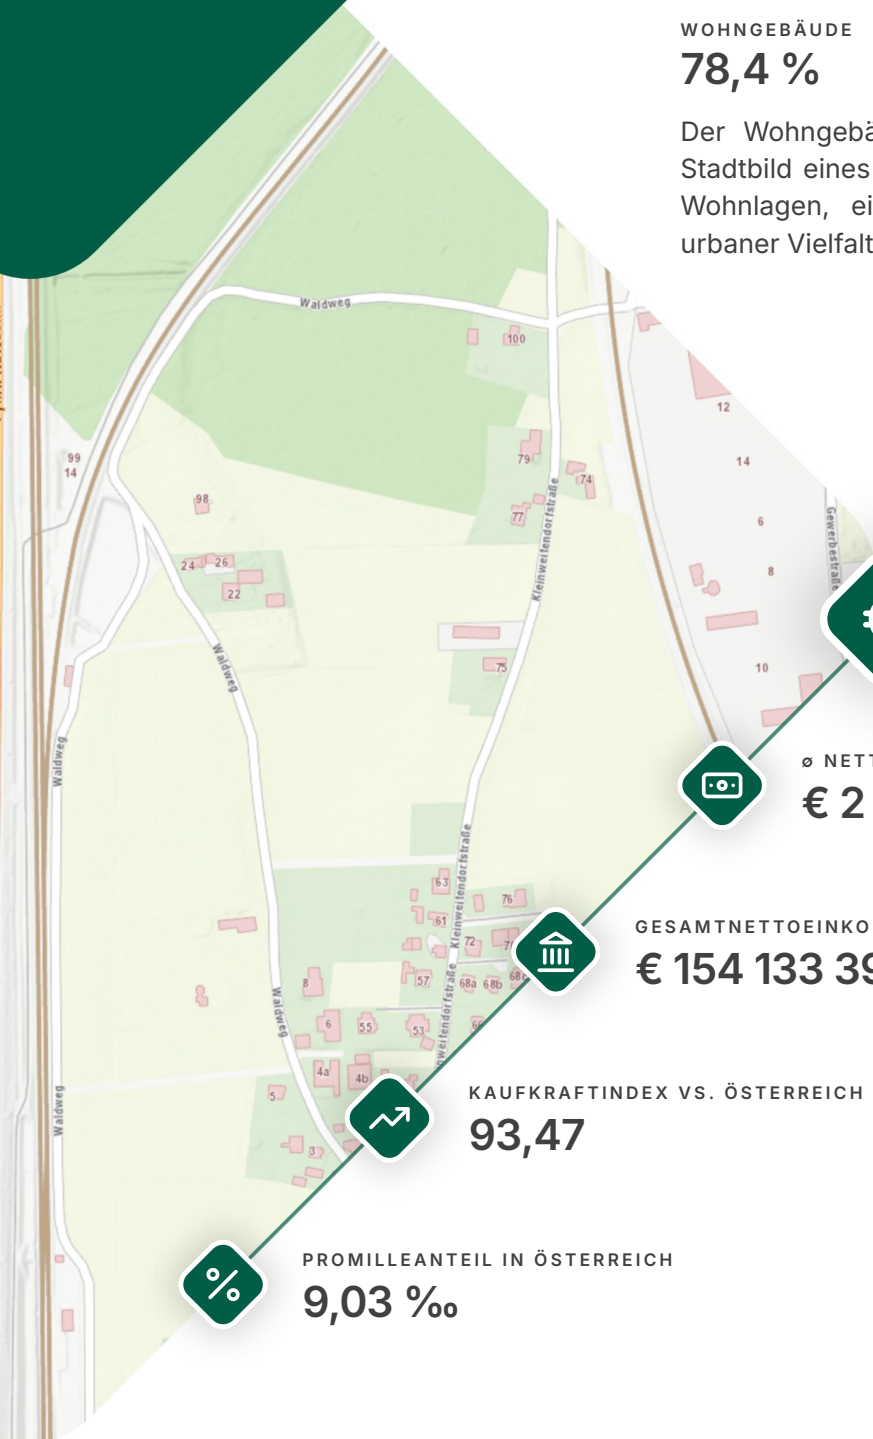 WOHNGEBÄUDE
78,4 %
Der Wohngebä
Stadtbild eines
Wohnlagen, ei
urbaner Vielfalt
Waldweg
100
12
79
74
99
14
14
98
77
Kleinweitendorfstraße
Gewerbestraße
6
24 26
22
8
Waldweg
75
10
Waldweg
ø NETT
€ 2
63
76
61
Kleinweitendorfstraße
72
GESAMTNETTOEINKO
€ 154 133 39
8
57
68a 68b
Waldweg
6
55
53
gweitendorfstraße
4a
4b
5
KAUFKRAFTINDEX VS. ÖSTERREICH
93,47
Waldweg
3
PROMILLEANTEIL IN ÖSTERREICH
9,03 ‰